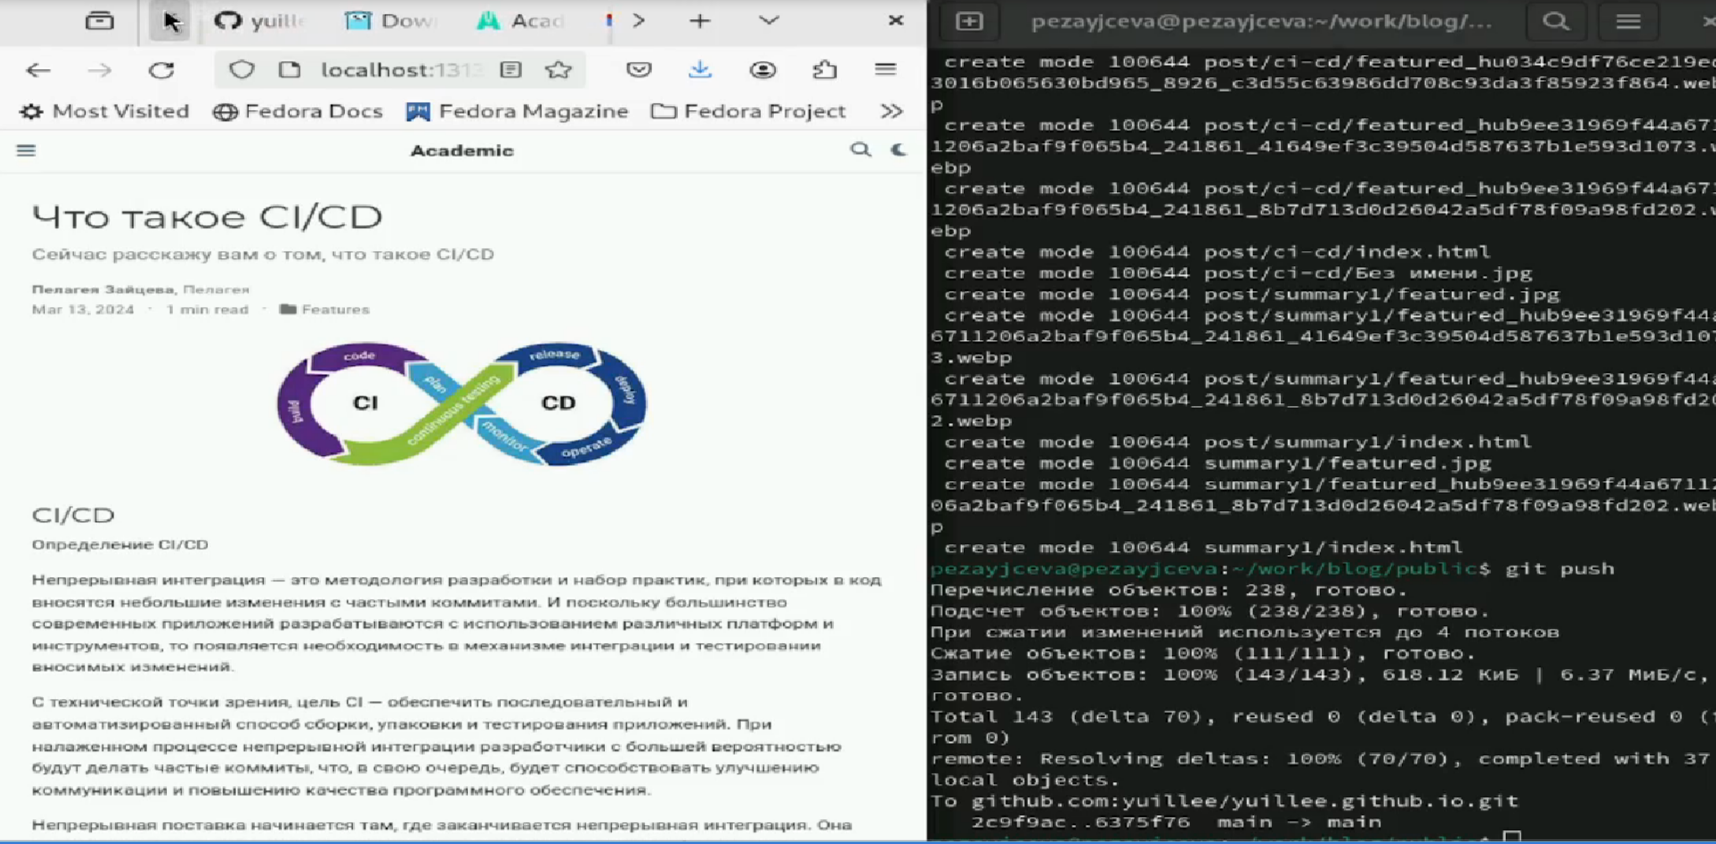 yuille
Dow
Acad
localhost:1313
Most Visited
Fedora Docs
Fedora Magazine
Fedora Project
Academic
Что такое CI/CD
Сейчас расскажу вам о том, что такое CI/CD
Пелагея Зайцева, Пелагея
Mar 13, 2024 · 1 min read · Features
code
release
plan
deploy
build
CI
continuous testing
CD
monitor
operate
CI/CD
Определение CI/CD
Непрерывная интеграция — это методология разработки и набор практик, при которых в код
вносятся небольшие изменения с частыми коммитами. И поскольку большинство
современных приложений разрабатываются с использованием различных платформ и
инструментов, то появляется необходимость в механизме интеграции и тестировании
вносимых изменений.
С технической точки зрения, цель CI — обеспечить последовательный и
автоматизированный способ сборки, упаковки и тестирования приложений. При
налаженном процессе непрерывной интеграции разработчики с большей вероятностью
будут делать частые коммиты, что, в свою очередь, будет способствовать улучшению
коммуникации и повышению качества программного обеспечения.
Непрерывная поставка начинается там, где заканчивается непрерывная интеграция. Она
pezayjceva@pezayjceva:~/work/blog/...
create mode 100644 post/ci-cd/featured_hu034c9df76ce219ed
3016b065630bd965_8926_c3d55c63986dd708c93da3f85923f864.web
p
create mode 100644 post/ci-cd/featured_hub9ee31969f44a671
1206a2baf9f065b4_241861_41649ef3c39504d587637b1e593d1073.w
ebp
create mode 100644 post/ci-cd/featured_hub9ee31969f44a671
1206a2baf9f065b4_241861_8b7d713d0d26042a5df78f09a98fd202.w
ebp
create mode 100644 post/ci-cd/index.html
create mode 100644 post/ci-cd/Без имени.jpg
create mode 100644 post/summary1/featured.jpg
create mode 100644 post/summary1/featured_hub9ee31969f44a
6711206a2baf9f065b4_241861_41649ef3c39504d587637b1e593d107
3.webp
create mode 100644 post/summary1/featured_hub9ee31969f44a
6711206a2baf9f065b4_241861_8b7d713d0d26042a5df78f09a98fd20
2.webp
create mode 100644 post/summary1/index.html
create mode 100644 summary1/featured.jpg
create mode 100644 summary1/featured_hub9ee31969f44a67112
06a2baf9f065b4_241861_8b7d713d0d26042a5df78f09a98fd202.web
p
create mode 100644 summary1/index.html
pezayjceva@pezayjceva:~/work/blog/public$ git push
Перечисление объектов: 238, готово.
Подсчет объектов: 100% (238/238), готово.
При сжатии изменений используется до 4 потоков
Сжатие объектов: 100% (111/111), готово.
Запись объектов: 100% (143/143), 618.12 КиБ | 6.37 МиБ/с,
готово.
Total 143 (delta 70), reused 0 (delta 0), pack-reused 0 (f
rom 0)
remote: Resolving deltas: 100% (70/70), completed with 37
local objects.
To github.com:yuillee/yuillee.github.io.git
2c9f9ac..6375f76 main -> main